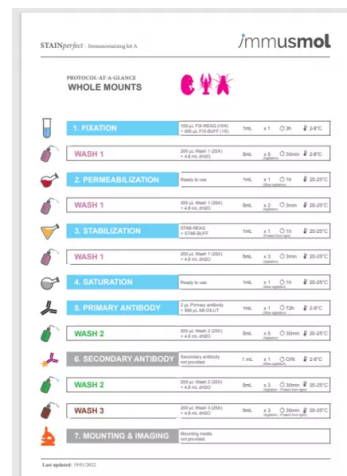 STAINperfect - Immunostaining kit A
immusmol
PROTOCOL-AT-A-GLANCE
WHOLE MOUNTS
1. FIXATION
100 µL FIX-REAG (10X)
+ 900 µL FIX-BUFF (1X)
1mL x 1 3h 2-8°C
WASH 1
200 µL Wash 1 (25X)
+ 4.8 mL dH2O
5mL x 5 30min 2-8°C
2. PERMEABILIZATION
Ready to use
1mL x 1 1h 20-25°C
WASH 1
200 µL Wash 1 (25X)
+ 4.8 mL dH2O
5mL x 2 3min 20-25°C
3. STABILIZATION
STAB-REAG
+ STAB-BUFF
1mL x 1 1h 20-25°C
WASH 1
200 µL Wash 1 (25X)
+ 4.8 mL dH2O
5mL x 3 3min 20-25°C
4. SATURATION
Ready to use
1mL x 1 1h 20-25°C
5. PRIMARY ANTIBODY
2 µL Primary antibody
+ 998 µL AB-DILUT
1mL x 1 72h 2-8°C
WASH 2
200 µL Wash 2 (25X)
+ 4.8 mL dH2O
5mL x 5 30min 20-25°C
6. SECONDARY ANTIBODY
Secondary antibody
not provided
1 mL x 1 O/N 2-8°C
WASH 2
200 µL Wash 2 (25X)
+ 4.8 mL dH2O
5mL x 3 30min 20-25°C
WASH 3
200 µL Wash 3 (25X)
+ 4.8 mL dH2O
5mL x 3 3min 20-25°C
7. MOUNTING & IMAGING
Mounting media
not provided
Last updated: 19/01/2022